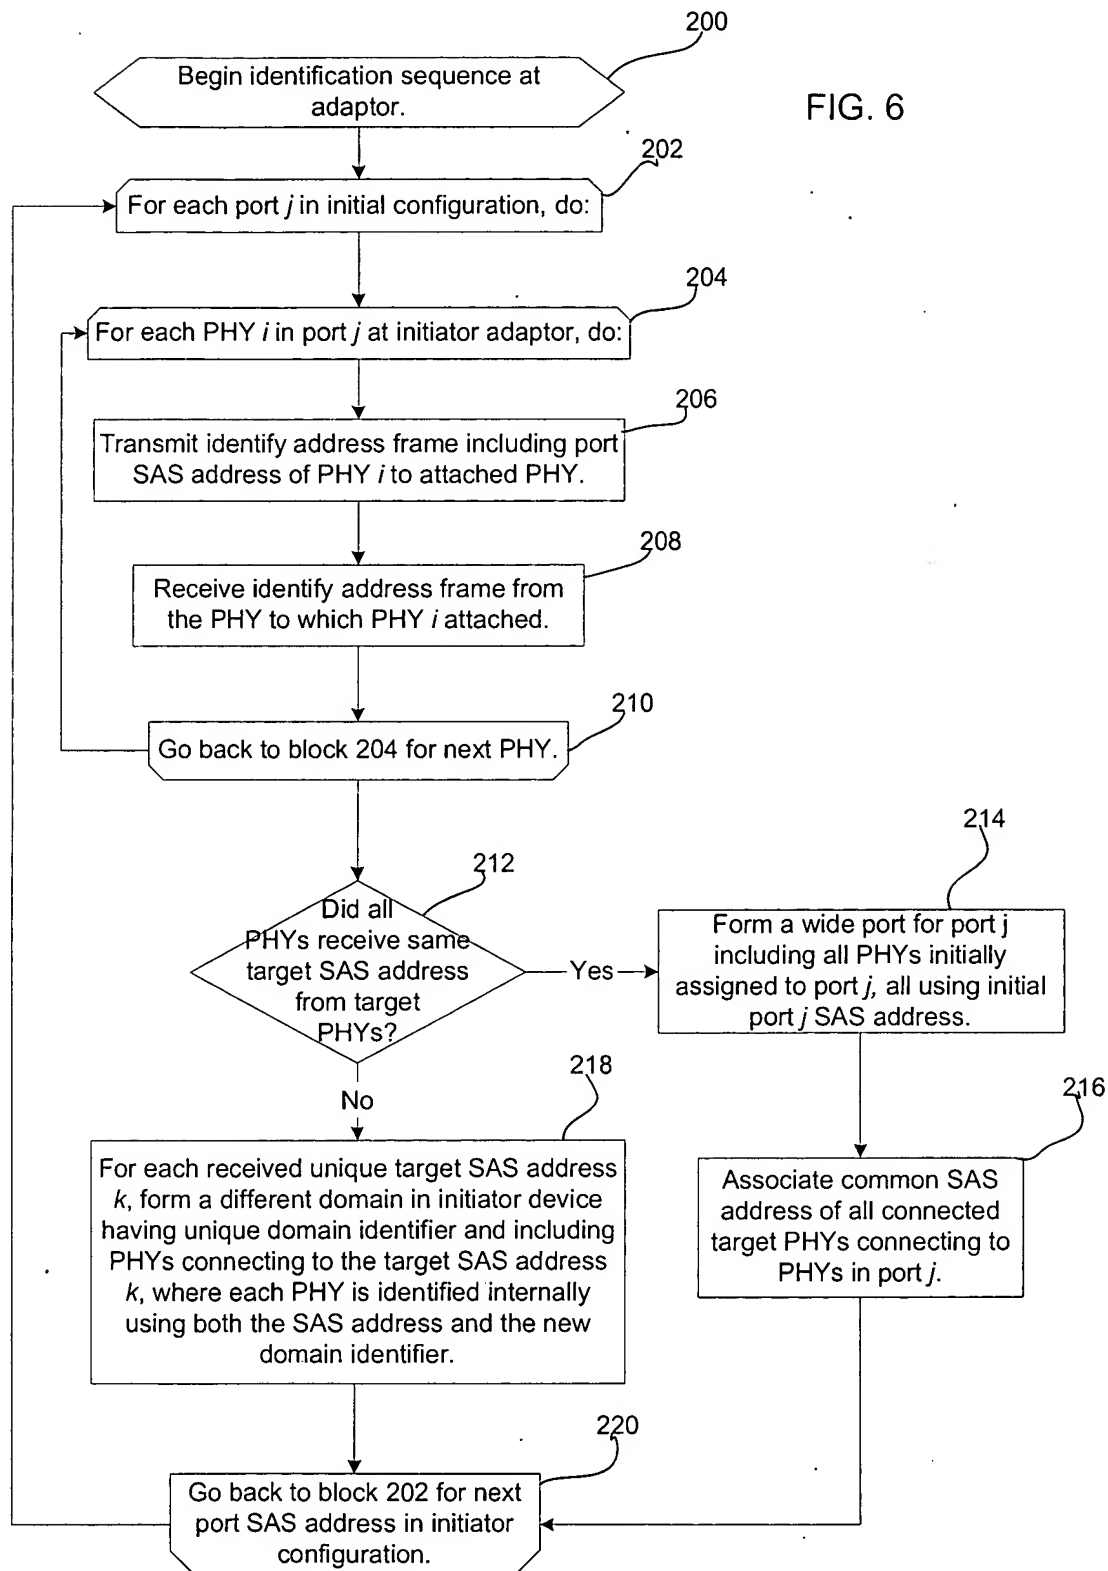 200
Begin identification sequence at
adaptor.
FIG. 6
202
For each port j in initial configuration, do:
204
For each PHY i in port j at initiator adaptor, do:
206
Transmit identify address frame including port
SAS address of PHY i to attached PHY.
208
Receive identify address frame from
the PHY to which PHY i attached.
210
Go back to block 204 for next PHY.
212
Did all
PHYs receive same
target SAS address
from target
PHYs?
Yes
214
Form a wide port for port j
including all PHYs initially
assigned to port j, all using initial
port j SAS address.
No
216
Associate common SAS
address of all connected
target PHYs connecting to
PHYs in port j.
218
For each received unique target SAS address
k, form a different domain in initiator device
having unique domain identifier and including
PHYs connecting to the target SAS address
k, where each PHY is identified internally
using both the SAS address and the new
domain identifier.
220
Go back to block 202 for next
port SAS address in initiator
configuration.